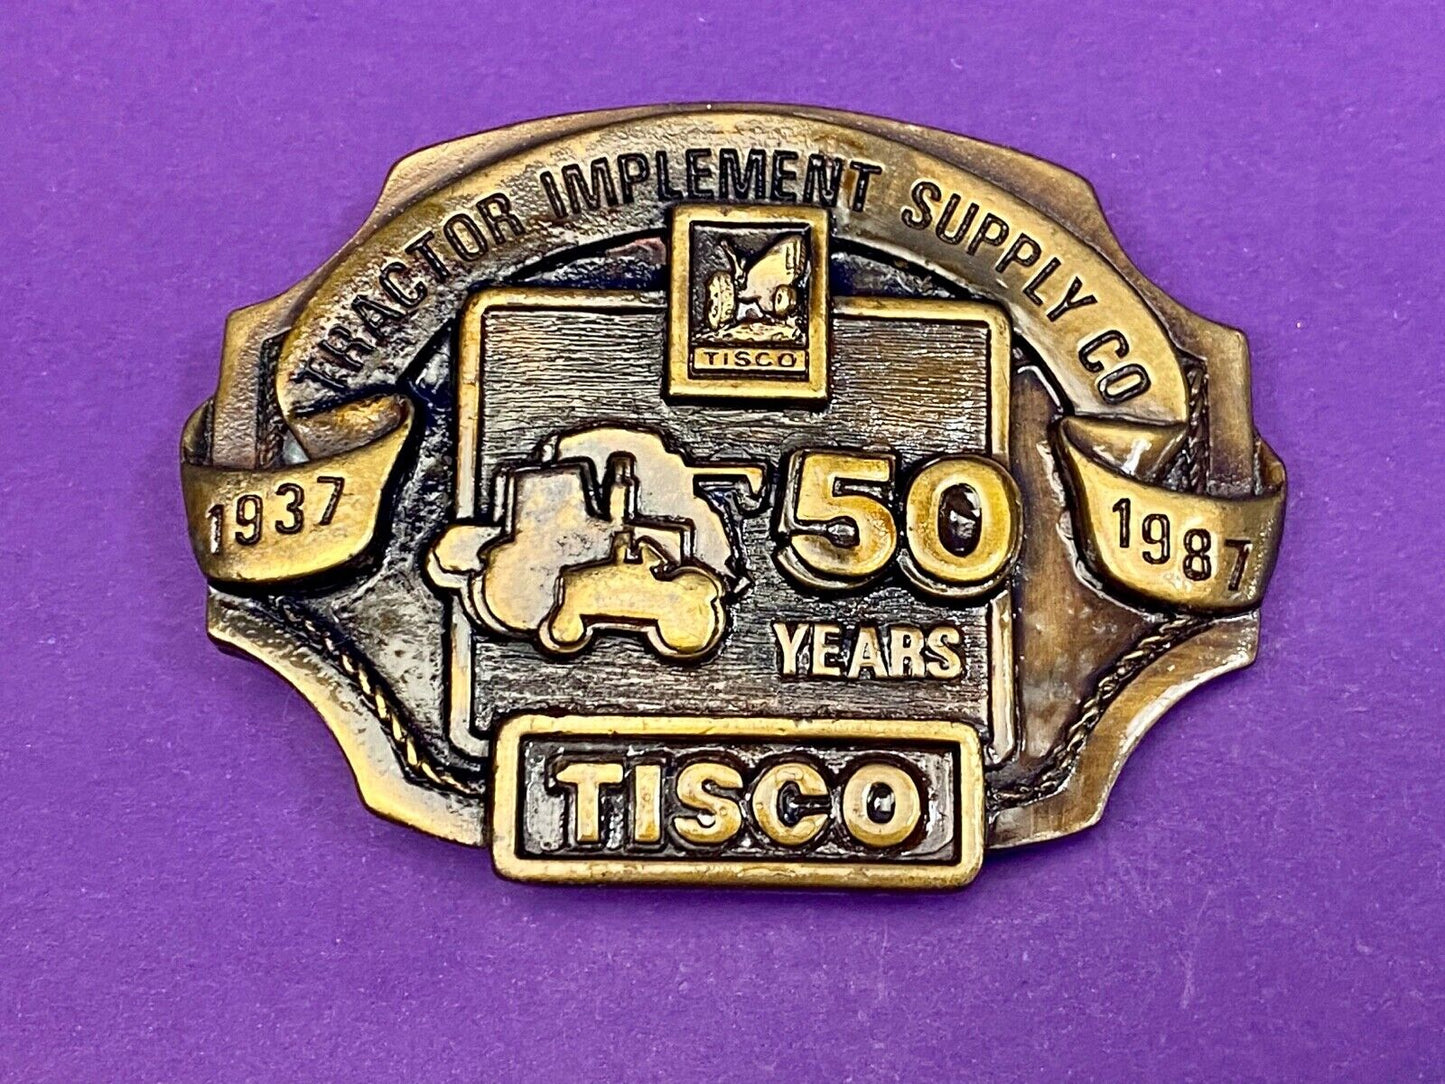 TRACTOR IMPLEMENT SUPPLY CO
TISCO
1937
50
1987
YEARS
TISCO